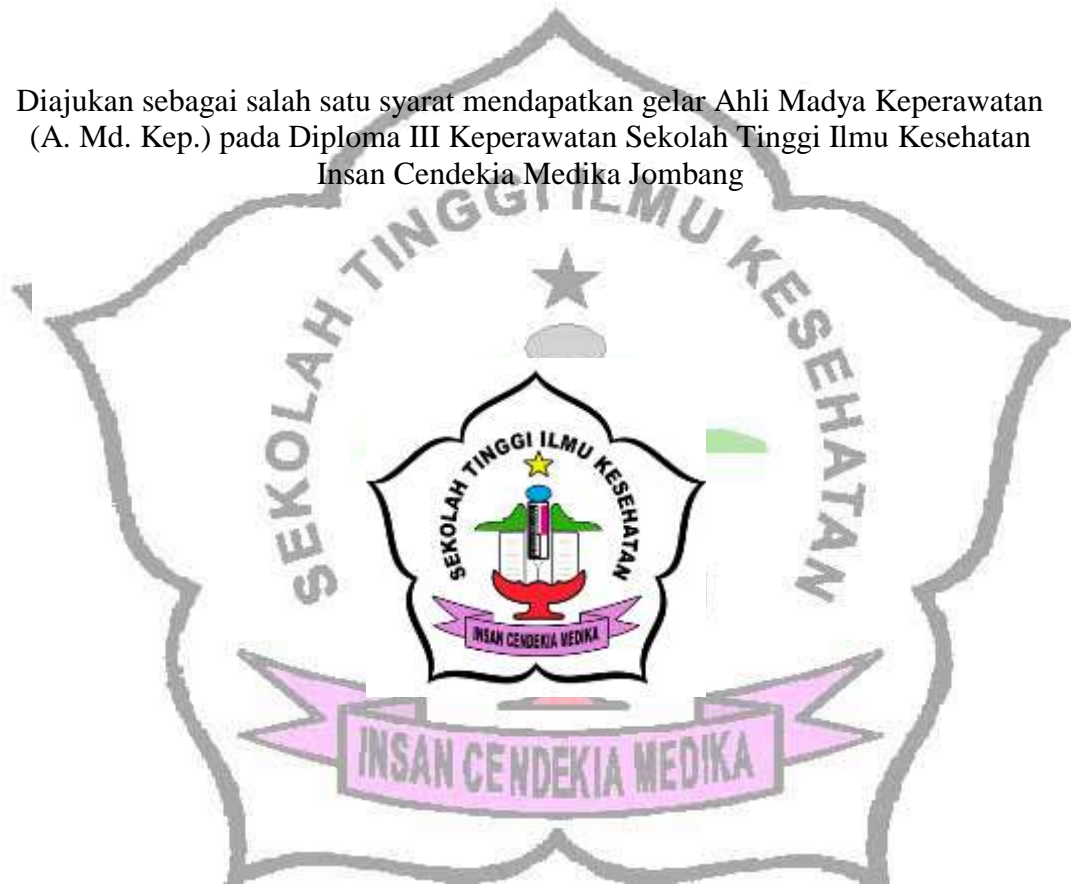 Diajukan sebagai salah satu syarat mendapatkan gelar Ahli Madya Keperawatan
(A. Md. Kep.) pada Diploma III Keperawatan Sekolah Tinggi Ilmu Kesehatan
Insan Cendekia Medika Jombang
SEKOLAH TINGGI ILMU KESEHATAN
SEKOLAH TINGGI ILMU KESEHATAN
INSAN CENDEKIA MEDIKA
INSAN CENDEKIA MEDIKA